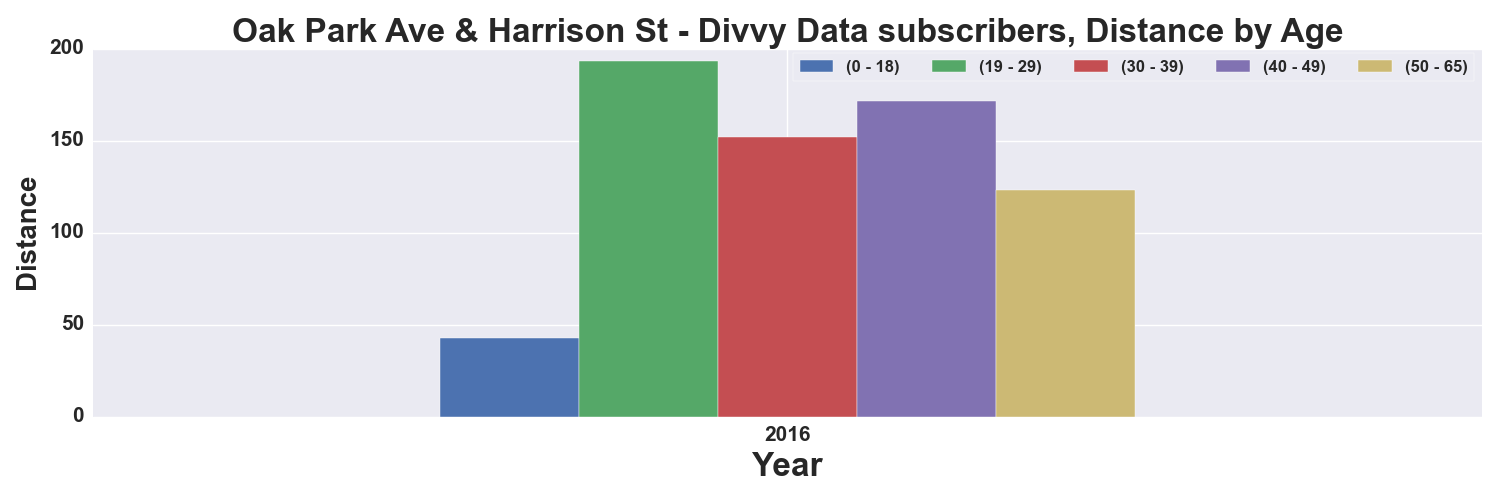 Oak Park Ave & Harrison St - Divvy Data subscribers, Distance by Age
(0 - 18) (19 - 29) (30 - 39) (40 - 49) (50 - 65)
200
150
100
50
0
Distance
2016
Year